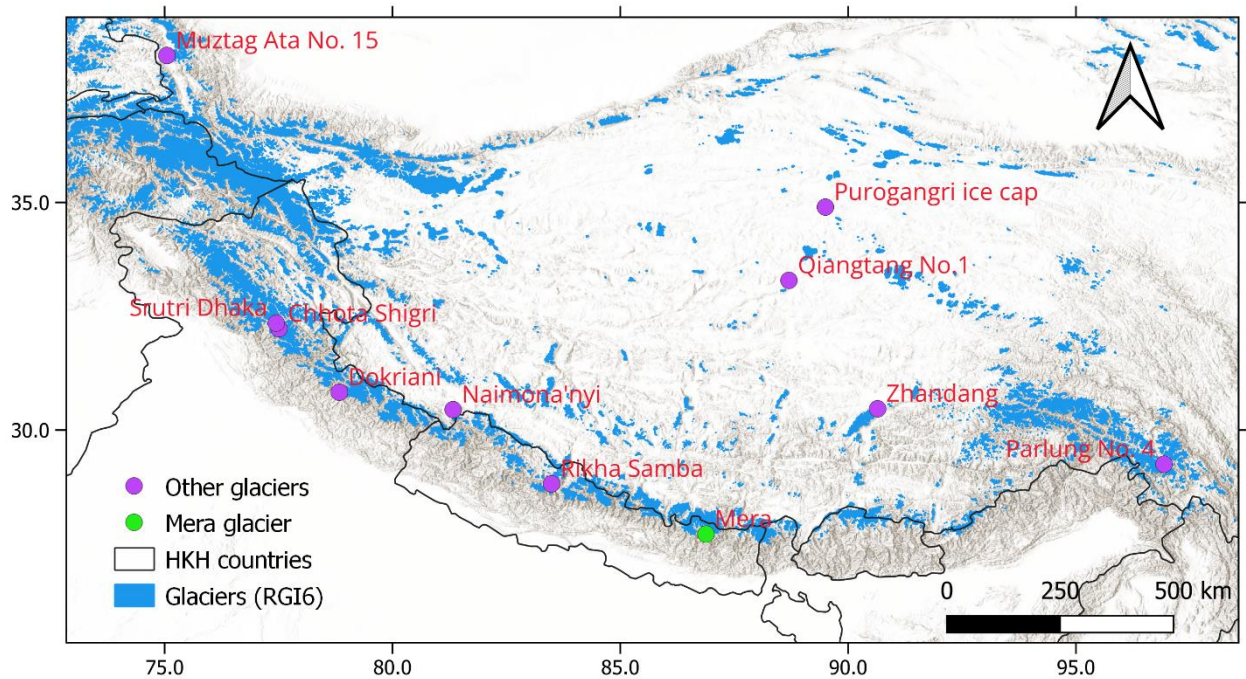 Muztag Ata No. 15
35.0
Purogangri ice cap
Qiangtang No.1
Srutri Dhaka
Chhota Shigri
Dokriani
Naimona'nyi
Zhandang
30.0
Parlung No. 4
Rikha Samba
Mera
Other glaciers
Mera glacier
HKH countries
Glaciers (RGI6)
0 250 500 km
75.0 80.0 85.0 90.0 95.0